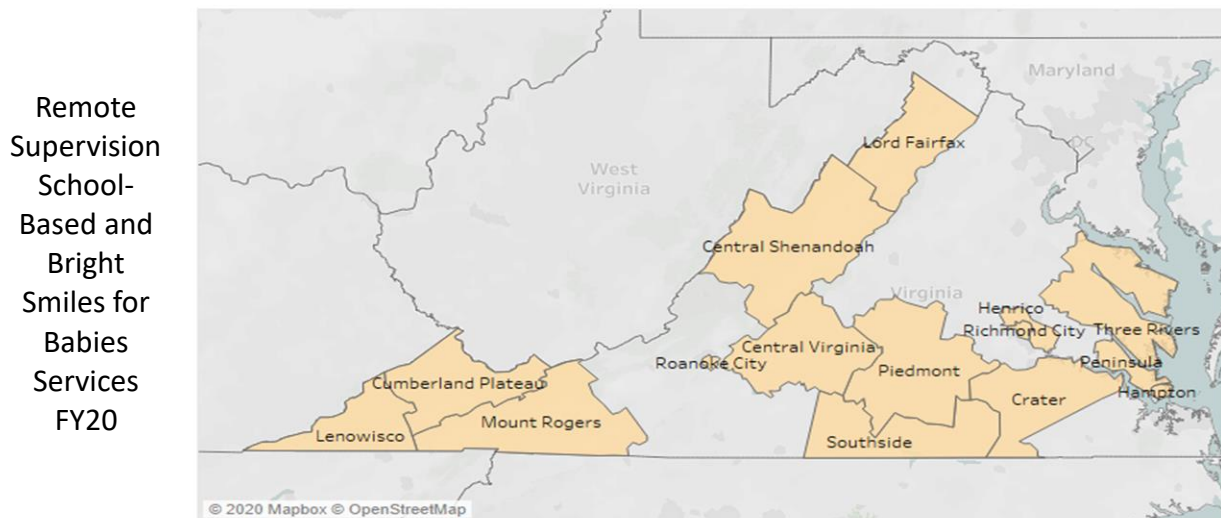 Remote
Supervision
School-
Based and
Bright
Smiles for
Babies
Services
FY20
Maryland
DC
Lord Fairfax
West
Virginia
Central Shenandoah
Virginia
Henrico
Richmond City
Three Rivers
Central Virginia
Roanoke City
Peninsula
Piedmont
Cumberland Plateau
Hampton
Crater
Mount Rogers
Lenowisco
Southside
© 2020 Mapbox © OpenStreetMap